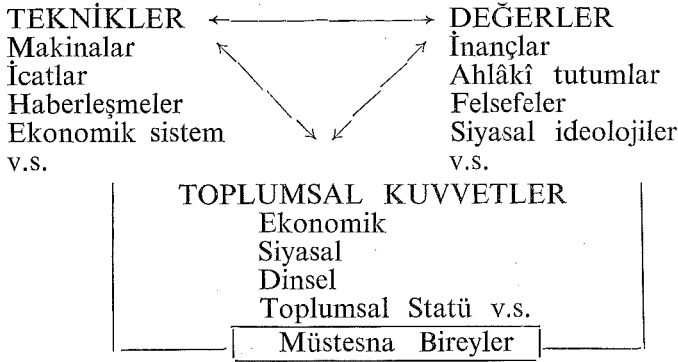 TEKNİKLER
Makinalar
İcatlar
Haberleşmeler
Ekonomik sistem
v.s.
DEĞERLER
İnançlar
Ahlâkî tutumlar
Felsefeler
Siyasal ideolojiler
v.s.
TOPLUMSAL KUVVETLER
Ekonomik
Siyasal
Dinsel
Toplumsal Statü v.s.
Müstesna Bireyler